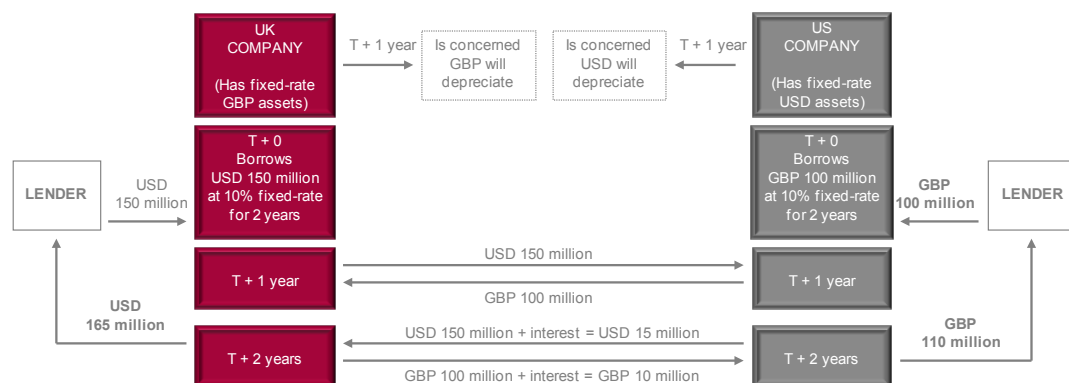 UK
COMPANY
(Has fixed-rate
GBP assets)
T + 1 year
Is concerned
GBP will
depreciate
Is concerned
USD will
depreciate
T + 1 year
US
COMPANY
(Has fixed-rate
USD assets)
LENDER
USD
150 million
T + 0
Borrows
USD 150 million
at 10% fixed-rate
for 2 years
T + 0
Borrows
GBP 100 million
at 10% fixed-rate
for 2 years
GBP
100 million
LENDER
T + 1 year
USD 150 million
GBP 100 million
T + 1 year
USD
165 million
T + 2 years
USD 150 million + interest = USD 15 million
GBP 100 million + interest = GBP 10 million
T + 2 years
GBP
110 million